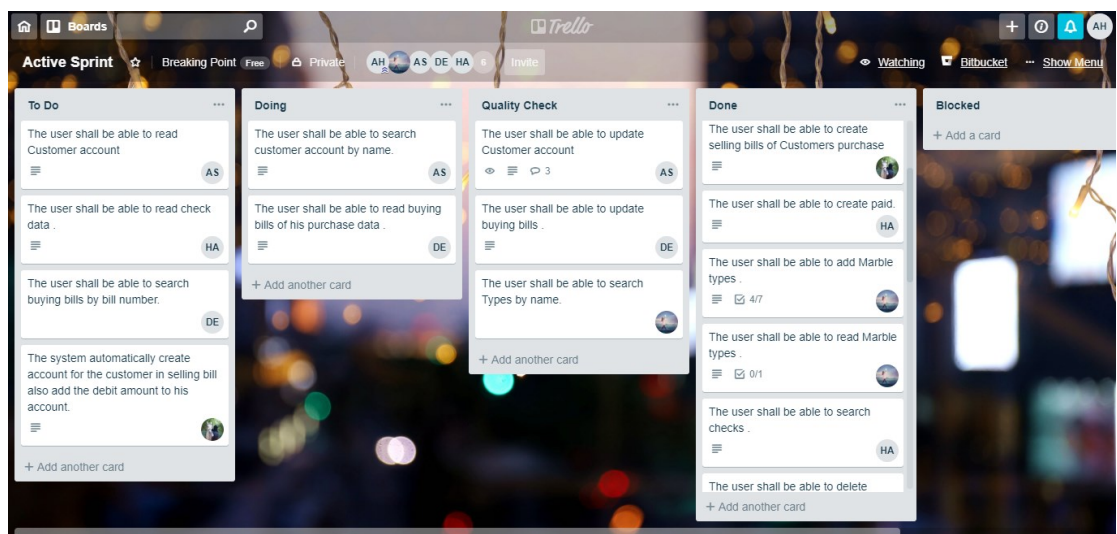 Boards
Trello
AH
Active Sprint
Breaking Point Free
Private
AH AS DE HA 6
Invite
Watching
Bitbucket
··· Show Menu
To Do ···
The user shall be able to read
Customer account
AS
The user shall be able to read check
data .
HA
The user shall be able to search
buying bills by bill number.
DE
The system automatically create
account for the customer in selling bill
also add the debit amount to his
account.
+ Add another card
Doing ···
The user shall be able to search
customer account by name.
AS
The user shall be able to read buying
bills of his purchase data .
DE
+ Add another card
Quality Check ···
The user shall be able to update
Customer account
3
AS
The user shall be able to update
buying bills .
DE
The user shall be able to search
Types by name.
+ Add another card
Done ···
The user shall be able to create
selling bills of Customers purchase
The user shall be able to create paid.
HA
The user shall be able to add Marble
types .
4/7
The user shall be able to read Marble
types .
0/1
The user shall be able to search
checks .
HA
The user shall be able to delete
+ Add another card
Blocked
+ Add a card